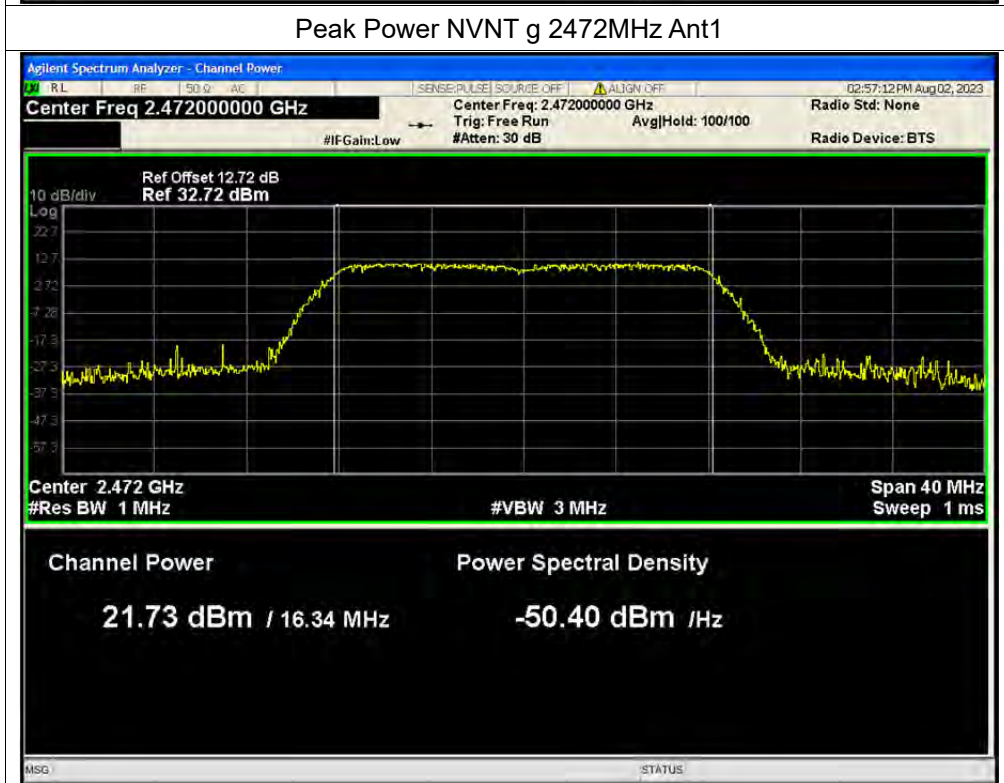 Peak Power NVNT g 2472MHz Ant1
Agilent Spectrum Analyzer - Channel Power
LXI RL RF 50 Ω AC SENSE:PULSE SOURCE OFF ALIGN OFF 02:57:12 PM Aug 02, 2023
Center Freq 2.472000000 GHz Center Freq: 2.472000000 GHz Radio Std: None
Trig: Free Run Avg|Hold: 100/100
#IFGain:Low #Atten: 30 dB Radio Device: BTS
Ref Offset 12.72 dB
10 dB/div Ref 32.72 dBm
Log
22.7
12.7
2.72
-7.28
-17.3
-27.3
-37.3
-47.3
-57.3
Center 2.472 GHz Span 40 MHz
#Res BW 1 MHz #VBW 3 MHz Sweep 1 ms
Channel Power Power Spectral Density
21.73 dBm / 16.34 MHz -50.40 dBm /Hz
MSG STATUS